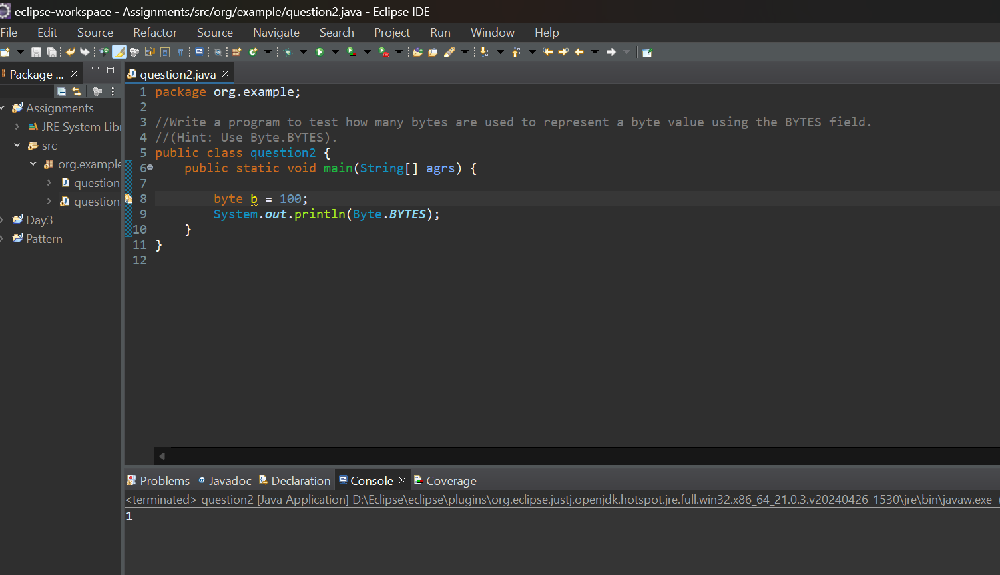 eclipse-workspace - Assignments/src/org/example/question2.java - Eclipse IDE
File Edit Source Refactor Source Navigate Search Project Run Window Help
Package ...
question2.java
Assignments
JRE System Libr
src
org.example
question
question
Day3
Pattern
1 package org.example;
2
3 //Write a program to test how many bytes are used to represent a byte value using the BYTES field.
4 //(Hint: Use Byte.BYTES).
5 public class question2 {
6 public static void main(String[] agrs) {
7
8 byte b = 100;
9 System.out.println(Byte.BYTES);
10 }
11 }
12
Problems Javadoc Declaration Console Coverage
<terminated> question2 [Java Application] D:\Eclipse\eclipse\plugins\org.eclipse.justj.openjdk.hotspot.jre.full.win32.x86_64_21.0.3.v20240426-1530\jre\bin\javaw.exe (
1